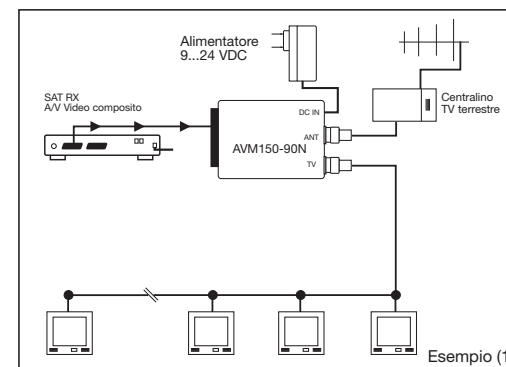 Alimentatore
9...24 VDC
SAT RX
A/V Video composito
DC IN
ANT
AVM150-90N
TV
Centralino
TV terrestre
Esempio (1